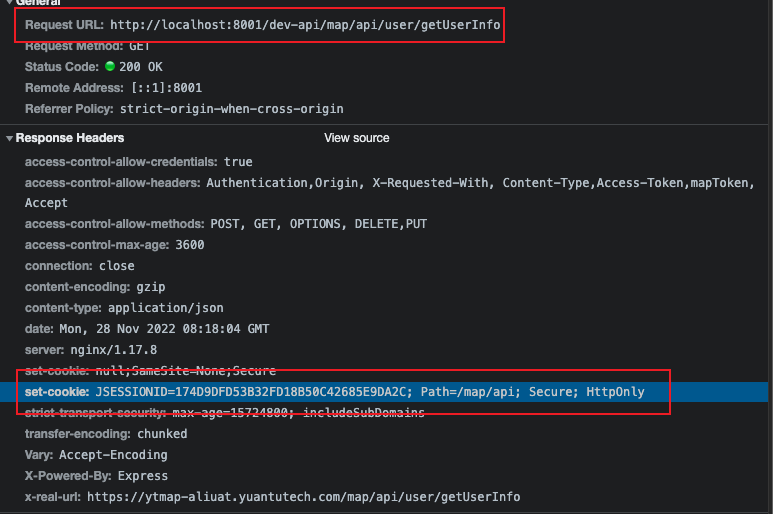 General
Request URL: http://localhost:8001/dev-api/map/api/user/getUserInfo
Request Method: GET
Status Code: 200 OK
Remote Address: [::1]:8001
Referrer Policy: strict-origin-when-cross-origin
Response Headers View source
access-control-allow-credentials: true
access-control-allow-headers: Authentication,Origin, X-Requested-With, Content-Type,Access-Token,mapToken,
Accept
access-control-allow-methods: POST, GET, OPTIONS, DELETE,PUT
access-control-max-age: 3600
connection: close
content-encoding: gzip
content-type: application/json
date: Mon, 28 Nov 2022 08:18:04 GMT
server: nginx/1.17.8
set-cookie: null;SameSite=None;Secure
set-cookie: JSESSIONID=174D9DFD53B32FD18B50C42685E9DA2C; Path=/map/api; Secure; HttpOnly
strict-transport-security: max-age=15724800; includeSubDomains
transfer-encoding: chunked
Vary: Accept-Encoding
X-Powered-By: Express
x-real-url: https://ytmap-aliuat.yuantutech.com/map/api/user/getUserInfo